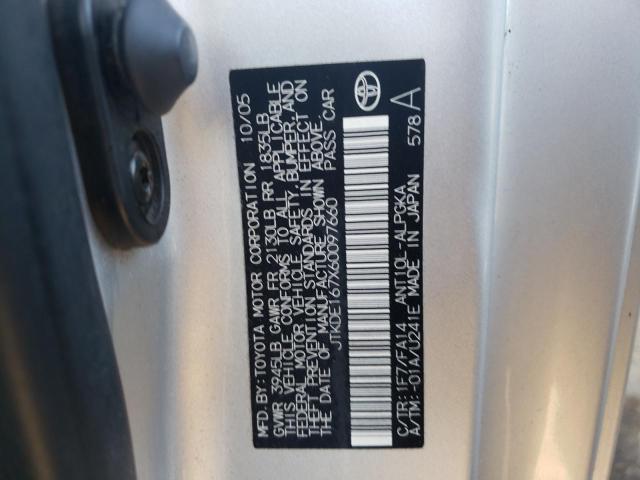 MFD. BY: TOYOTA MOTOR CORPORATION 10/05
GVWR 3945LB GAWR FR 2130LB RR 1835LB
THIS VEHICLE CONFORMS TO ALL APPLICABLE
FEDERAL MOTOR VEHICLE SAFETY, BUMPER, AND
THEFT PREVENTION STANDARDS IN EFFECT ON
THE DATE OF MANUFACTURE SHOWN ABOVE.
JTKDE167X60097660 PASS CAR
C/TR: 1F7/FA14 ANT10L-ALPGKA
A/TM: -01A/U241E MADE IN JAPAN 578 A